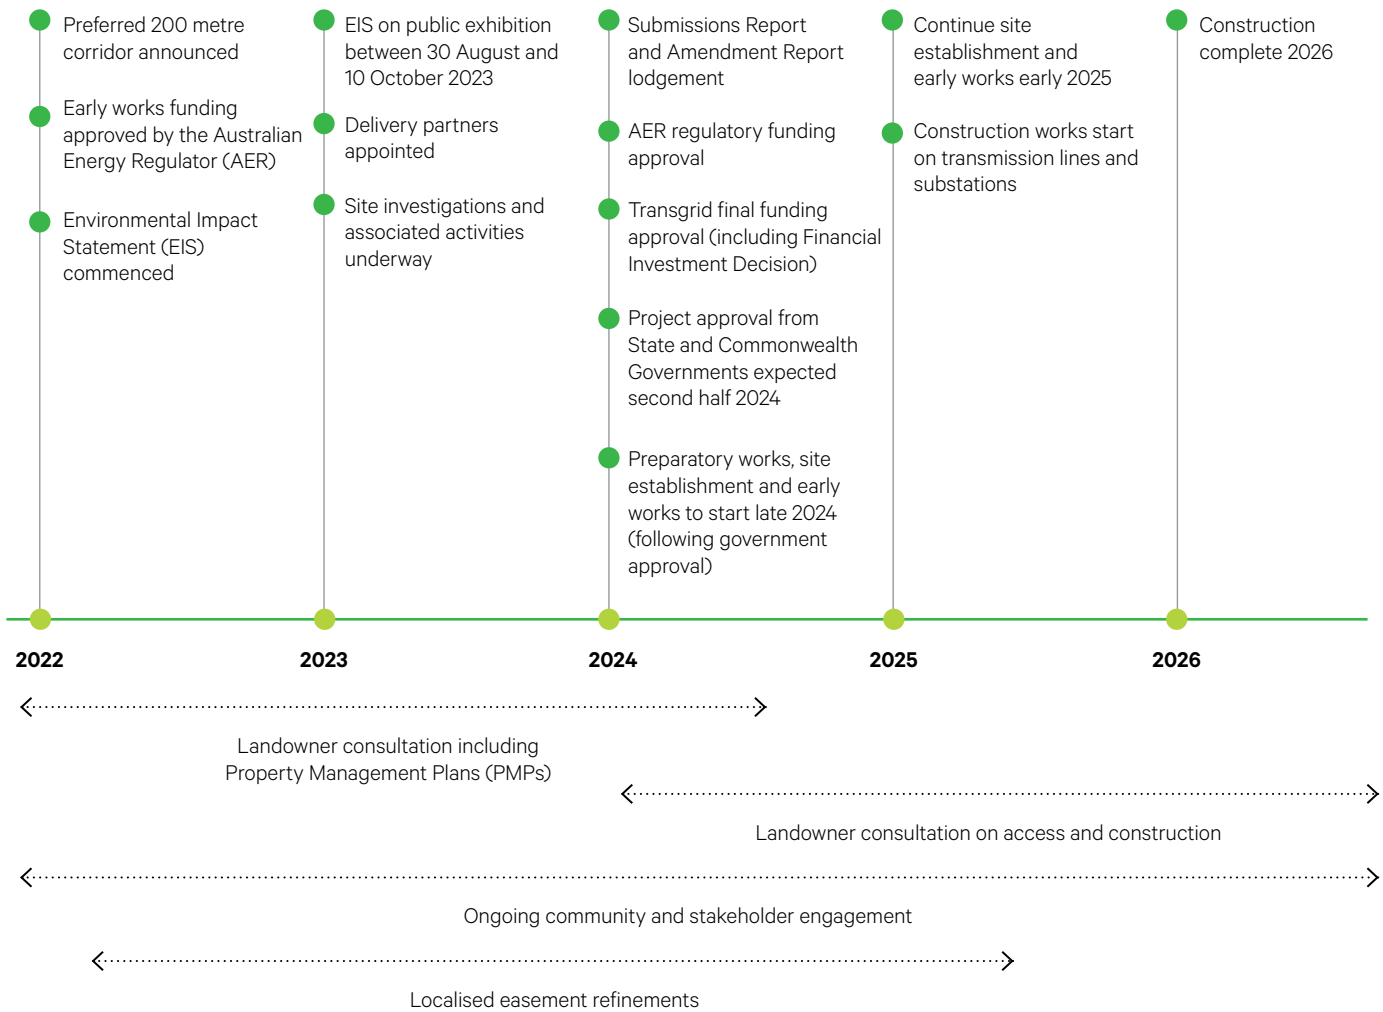 Preferred 200 metre
corridor announced
Early works funding
approved by the Australian
Energy Regulator (AER)
Environmental Impact
Statement (EIS)
commenced
EIS on public exhibition
between 30 August and
10 October 2023
Delivery partners
appointed
Site investigations and
associated activities
underway
Submissions Report
and Amendment Report
lodgement
AER regulatory funding
approval
Transgrid final funding
approval (including Financial
Investment Decision)
Project approval from
State and Commonwealth
Governments expected
second half 2024
Preparatory works, site
establishment and early
works to start late 2024
(following government
approval)
Continue site
establishment and
early works early 2025
Construction works start
on transmission lines and
substations
Construction
complete 2026
2022
2023
2024
2025
2026
Landowner consultation including
Property Management Plans (PMPs)
Landowner consultation on access and construction
Ongoing community and stakeholder engagement
Localised easement refinements